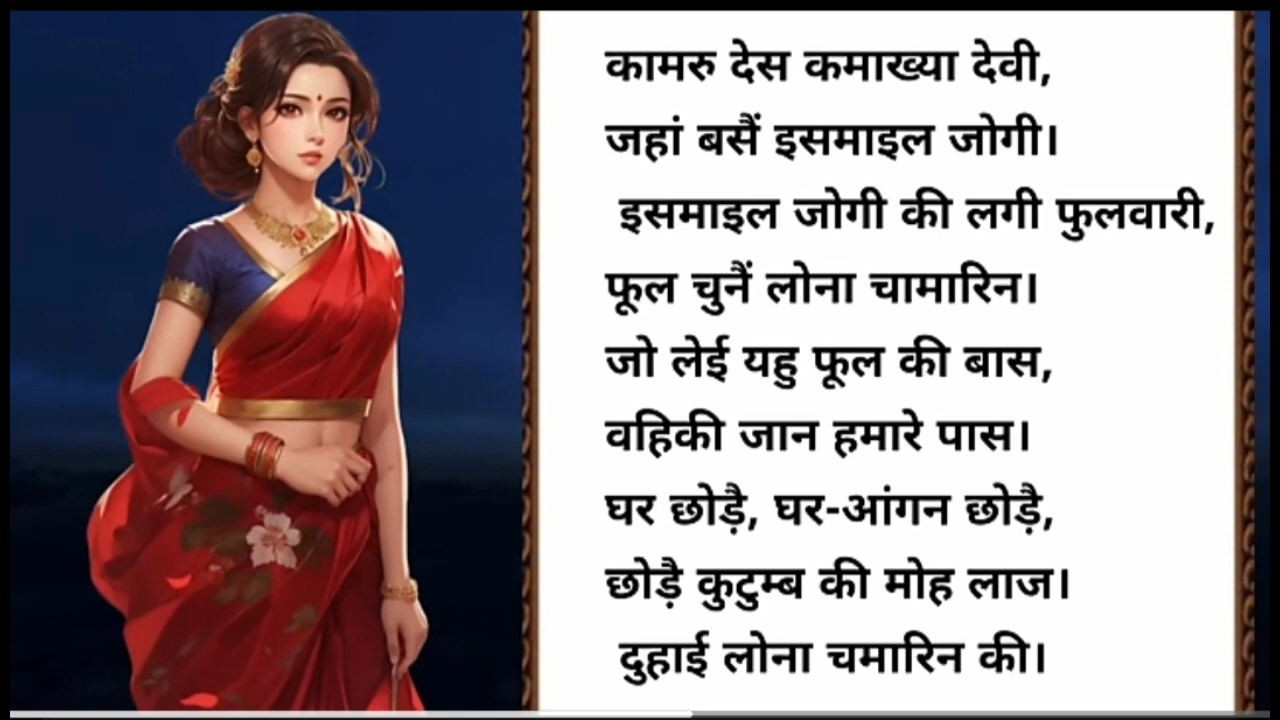 कामरु देस कमाख्या देवी,
जहां बसैं इसमाइल जोगी।
इसमाइल जोगी की लगी फुलवारी,
फूल चुनैं लोना चामारिन।
जो लेई यहु फूल की बास,
वहिकी जान हमारे पास।
घर छोड़ै, घर-आंगन छोड़ै,
छोड़ै कुटुम्ब की मोह लाज।
दुहाई लोना चमारिन की।